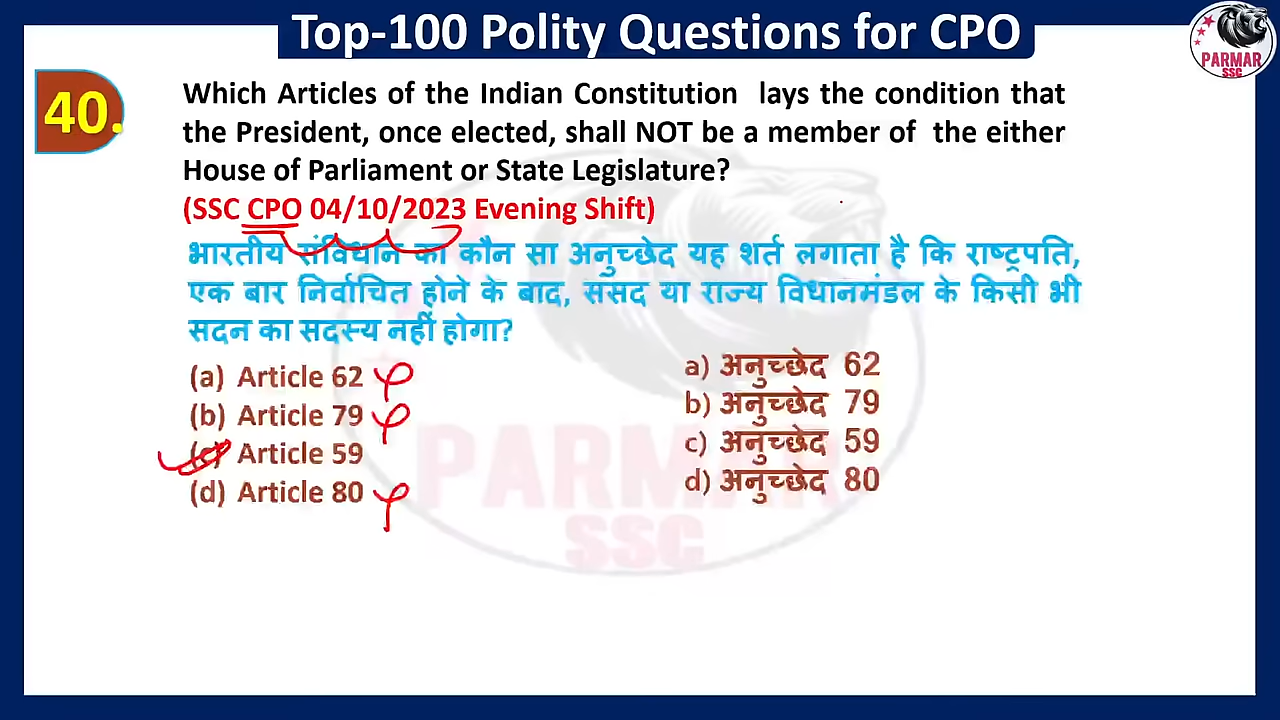 Top-100 Polity Questions for CPO
PARMAR
SSC
40.
Which Articles of the Indian Constitution lays the condition that
the President, once elected, shall NOT be a member of the either
House of Parliament or State Legislature?
(SSC CPO 04/10/2023 Evening Shift)
भारतीय संविधान का कौन सा अनुच्छेद यह शर्त लगाता है कि राष्ट्रपति,
एक बार निर्वाचित होने के बाद, संसद या राज्य विधानमंडल के किसी भी
सदन का सदस्य नहीं होगा?
(a) Article 62
(b) Article 79
(c) Article 59
(d) Article 80
a) अनुच्छेद 62
b) अनुच्छेद 79
c) अनुच्छेद 59
d) अनुच्छेद 80
PARMAR
SSC